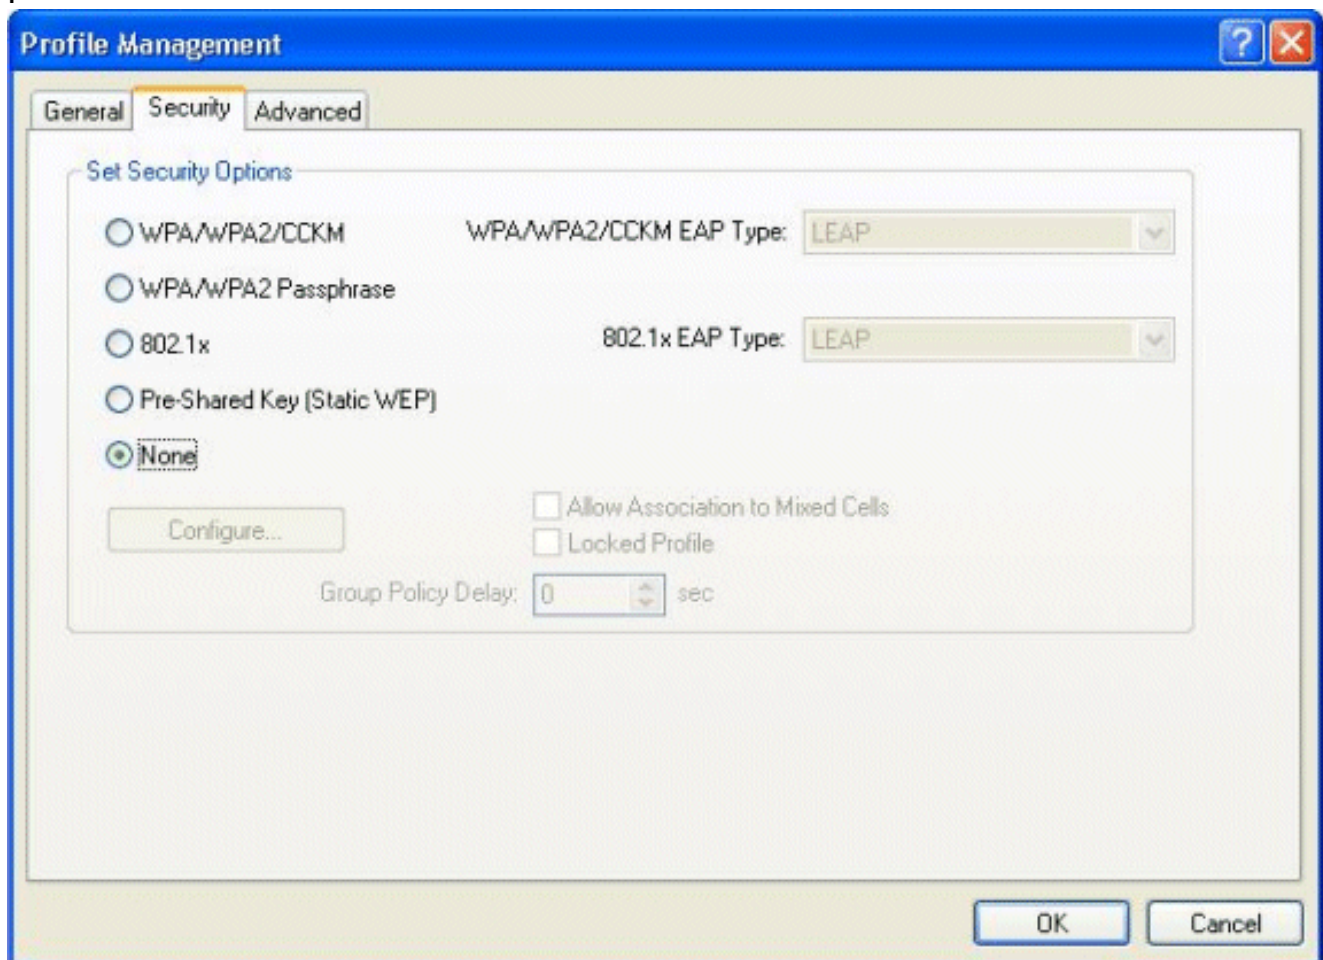 Profile Management
General Security Advanced
Set Security Options
WPA/WPA2/CCKM WPA/WPA2/CCKM EAP Type: LEAP
WPA/WPA2 Passphrase
802.1x 802.1x EAP Type: LEAP
Pre-Shared Key (Static WEP)
None
Allow Association to Mixed Cells
Configure...
Locked Profile
Group Policy Delay: 0 sec
OK Cancel